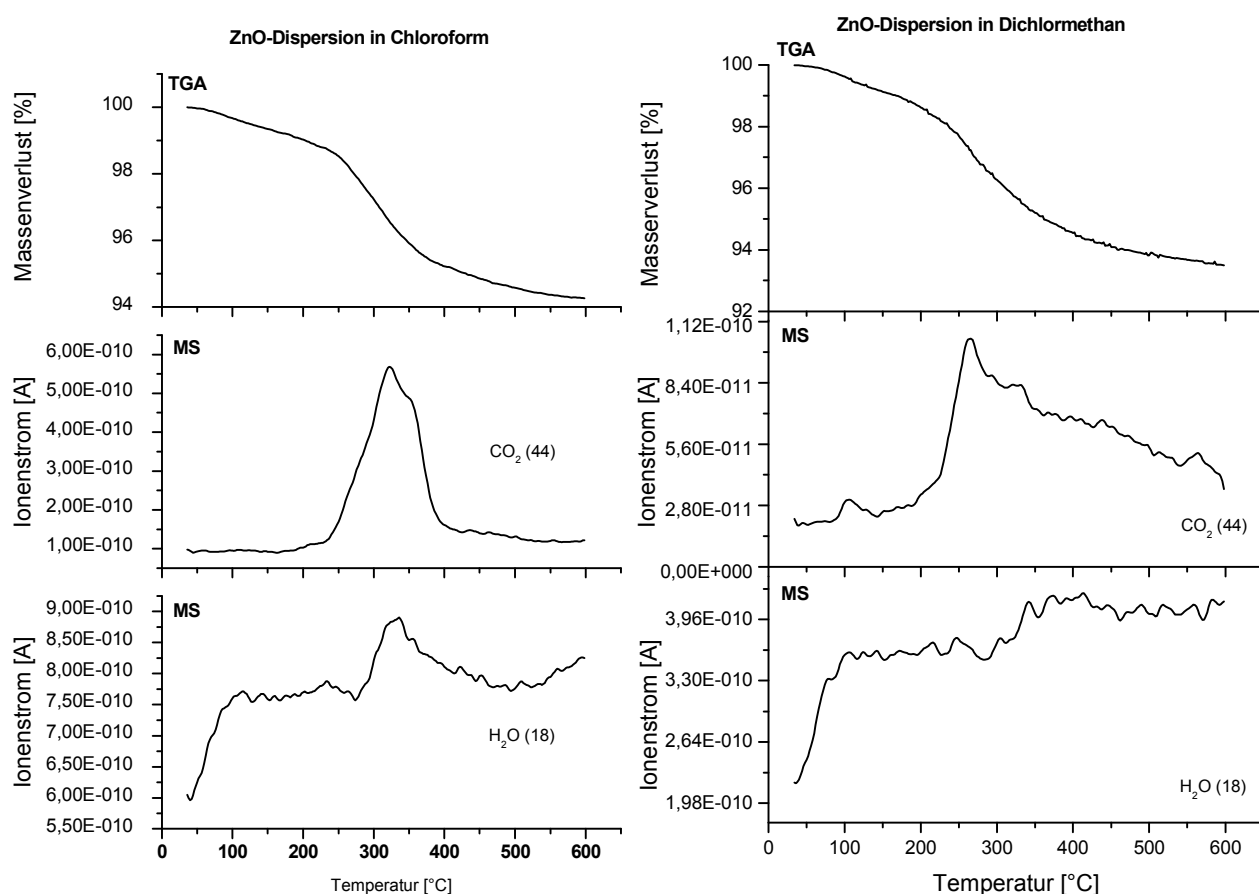 ZnO-Dispersion in Chloroform
TGA
Massenverlust [%]
100
98
96
94
MS
Ionenstrom [A]
6,00E-010
5,00E-010
4,00E-010
3,00E-010
2,00E-010
1,00E-010
CO₂ (44)
MS
Ionenstrom [A]
9,00E-010
8,50E-010
8,00E-010
7,50E-010
7,00E-010
6,50E-010
6,00E-010
5,50E-010
H₂O (18)
0 100 200 300 400 500 600
Temperatur [°C]
ZnO-Dispersion in Dichlormethan
TGA
Masserverlust [%]
100
98
96
94
92
MS
Ionenstrom [A]
1,12E-010
8,40E-011
5,60E-011
2,80E-011
0,00E+000
CO₂ (44)
MS
Ionenstrom [A]
3,96E-010
3,30E-010
2,64E-010
1,98E-010
H₂O (18)
0 100 200 300 400 500 600
Temperatur [°C]